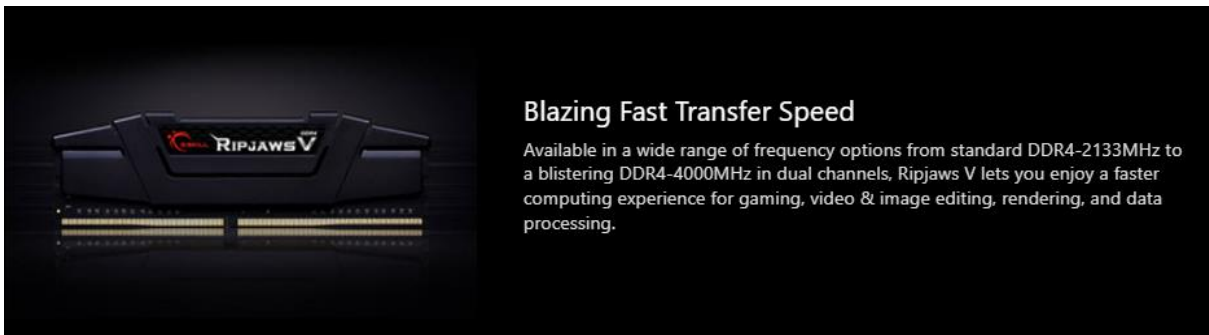 G.SKILL RIPJAWS V DDR4
Blazing Fast Transfer Speed
Available in a wide range of frequency options from standard DDR4-2133MHz to
a blistering DDR4-4000MHz in dual channels, Ripjaws V lets you enjoy a faster
computing experience for gaming, video & image editing, rendering, and data
processing.